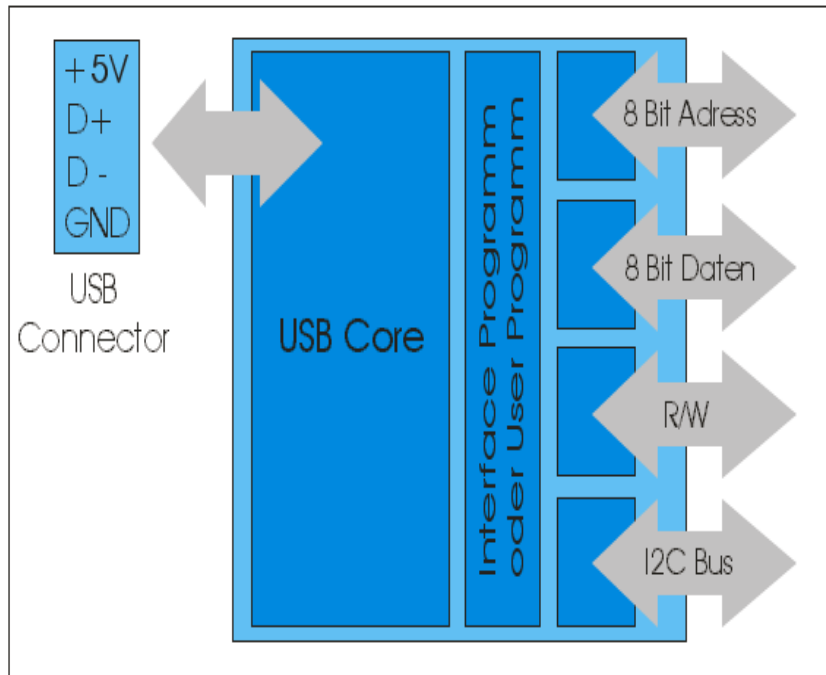 +5V
D+
D -
GND
USB
Connector
USB Core
Interface Programm
oder User Programm
8 Bit Adress
8 Bit Daten
R/W
I2C Bus